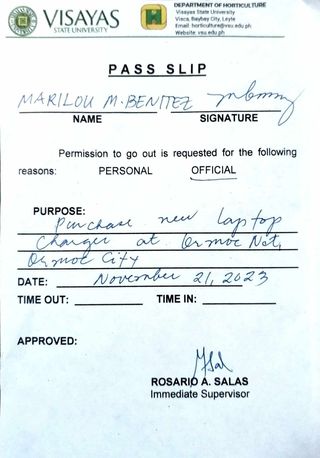 VISAYAS
STATE UNIVERSITY
DEPARTMENT OF HORTICULTURE
Visayas State University
Visca, Baybay City, Leyte
Email: horticulture@vsu.edu.ph
Website: vsu.edu.ph
PASS SLIP
MARILOU M. BENITEZ
NAME SIGNATURE
Permission to go out is requested for the following
reasons: PERSONAL OFFICIAL
PURPOSE:
Purchase new laptop
Charger at Ormoc Net,
Ormoc City
DATE: November 21, 2023
TIME OUT: TIME IN:
APPROVED:
ROSARIO A. SALAS
Immediate Supervisor